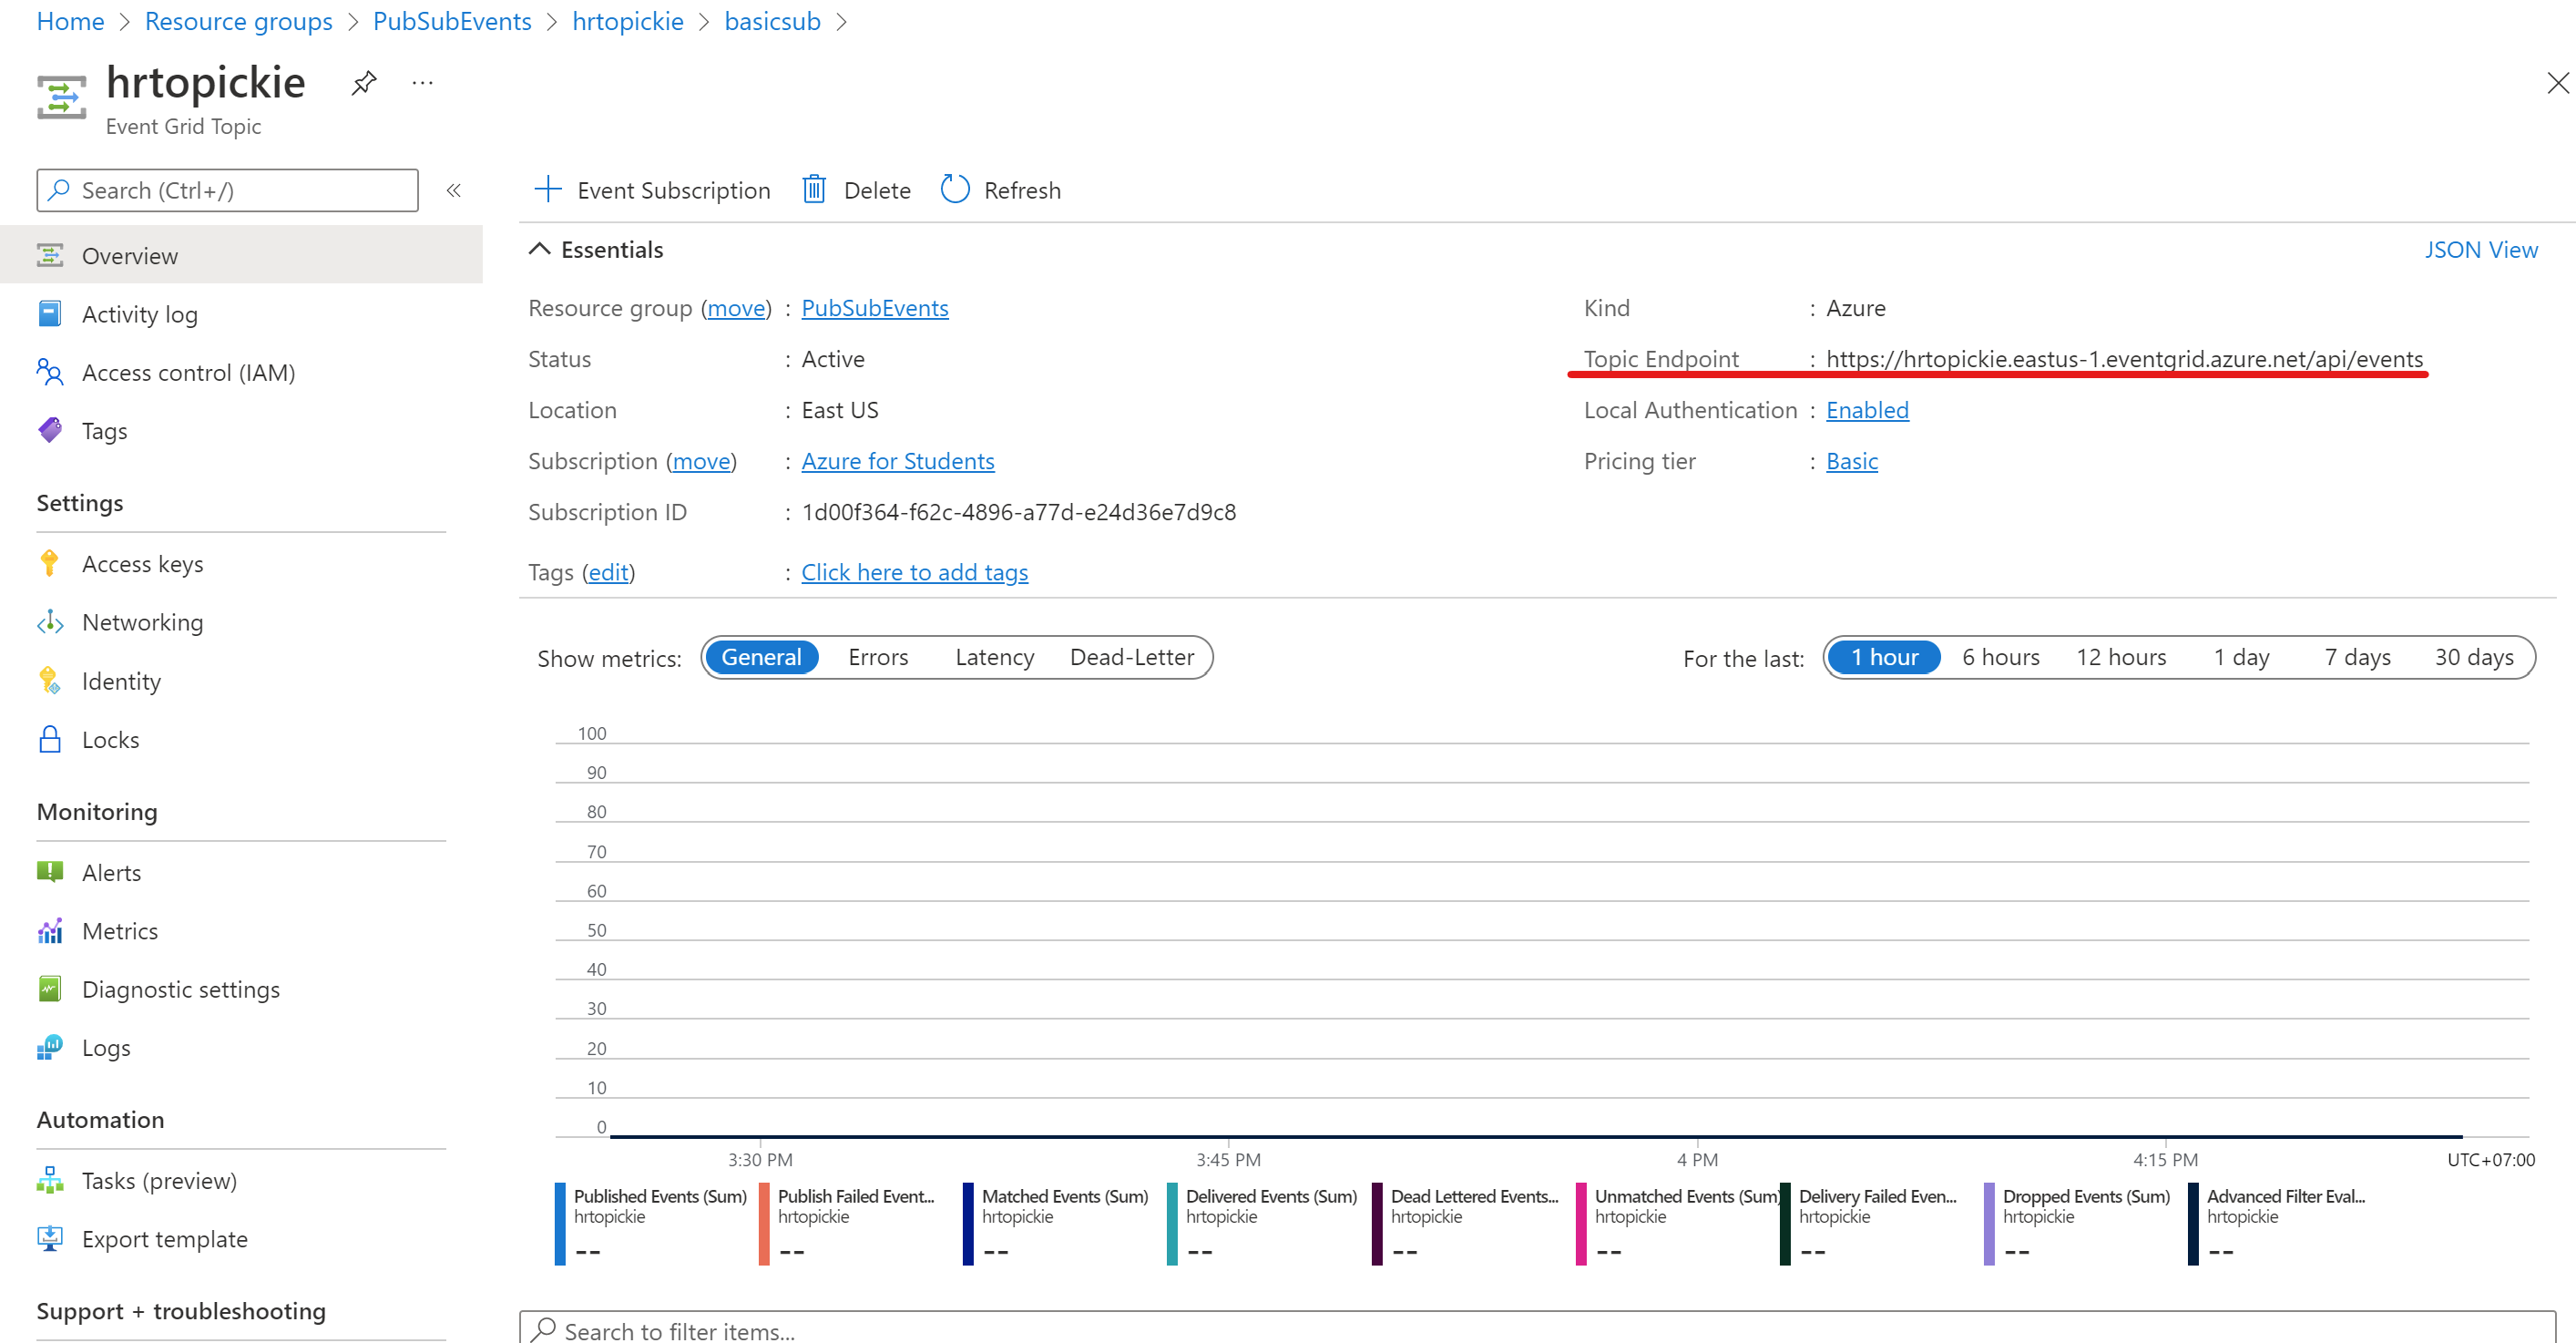 Home > Resource groups > PubSubEvents > hrtopickie > basicsub >
hrtopickie
Event Grid Topic
Search (Ctrl+/)
Overview
Activity log
Access control (IAM)
Tags
Settings
Access keys
Networking
Identity
Locks
Monitoring
Alerts
Metrics
Diagnostic settings
Logs
Automation
Tasks (preview)
Export template
Support + troubleshooting
Event Subscription Delete Refresh
Essentials JSON View
Resource group (move) : PubSubEvents
Status : Active
Location : East US
Subscription (move) : Azure for Students
Subscription ID : 1d00f364-f62c-4896-a77d-e24d36e7d9c8
Tags (edit) : Click here to add tags
Kind : Azure
Topic Endpoint : https://hrtopickie.eastus-1.eventgrid.azure.net/api/events
Local Authentication : Enabled
Pricing tier : Basic
Show metrics: General Errors Latency Dead-Letter
For the last: 1 hour 6 hours 12 hours 1 day 7 days 30 days
100
90
80
70
60
50
40
30
20
10
0
3:30 PM 3:45 PM 4 PM 4:15 PM UTC+07:00
Published Events (Sum)
hrtopickie
--
Publish Failed Event...
hrtopickie
--
Matched Events (Sum)
hrtopickie
--
Delivered Events (Sum)
hrtopickie
--
Dead Lettered Events...
hrtopickie
--
Unmatched Events (Sum)
hrtopickie
--
Delivery Failed Even...
hrtopickie
--
Dropped Events (Sum)
hrtopickie
--
Advanced Filter Eval...
hrtopickie
--
Search to filter items...